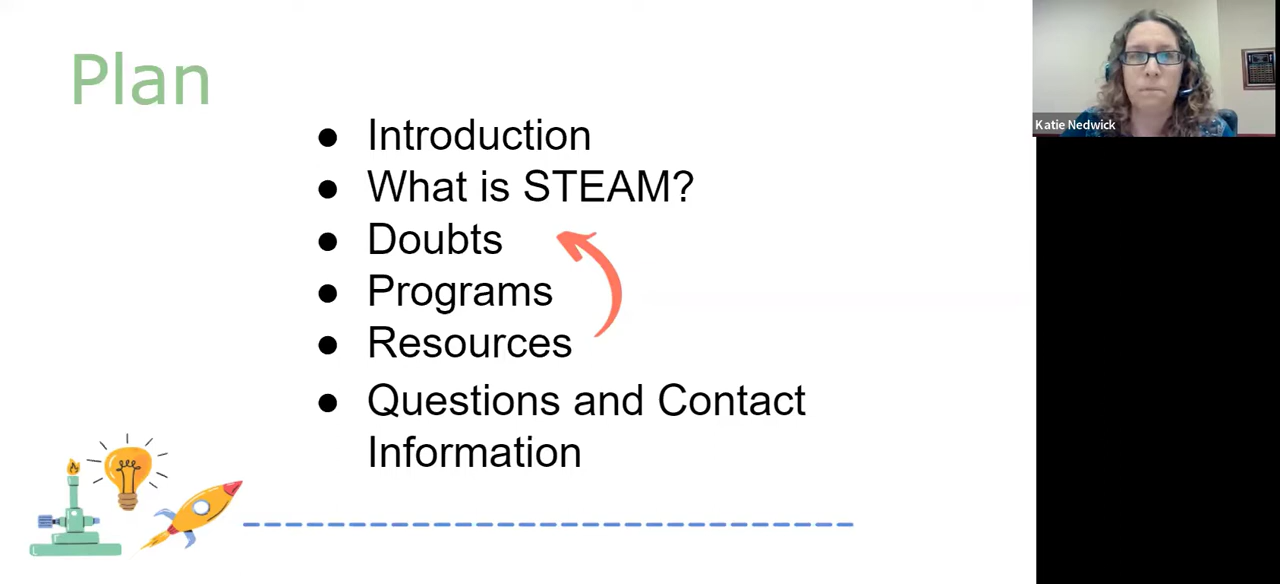 Plan
● Introduction
● What is STEAM?
● Doubts
● Programs
● Resources
● Questions and Contact
Information
Katie Nedwick